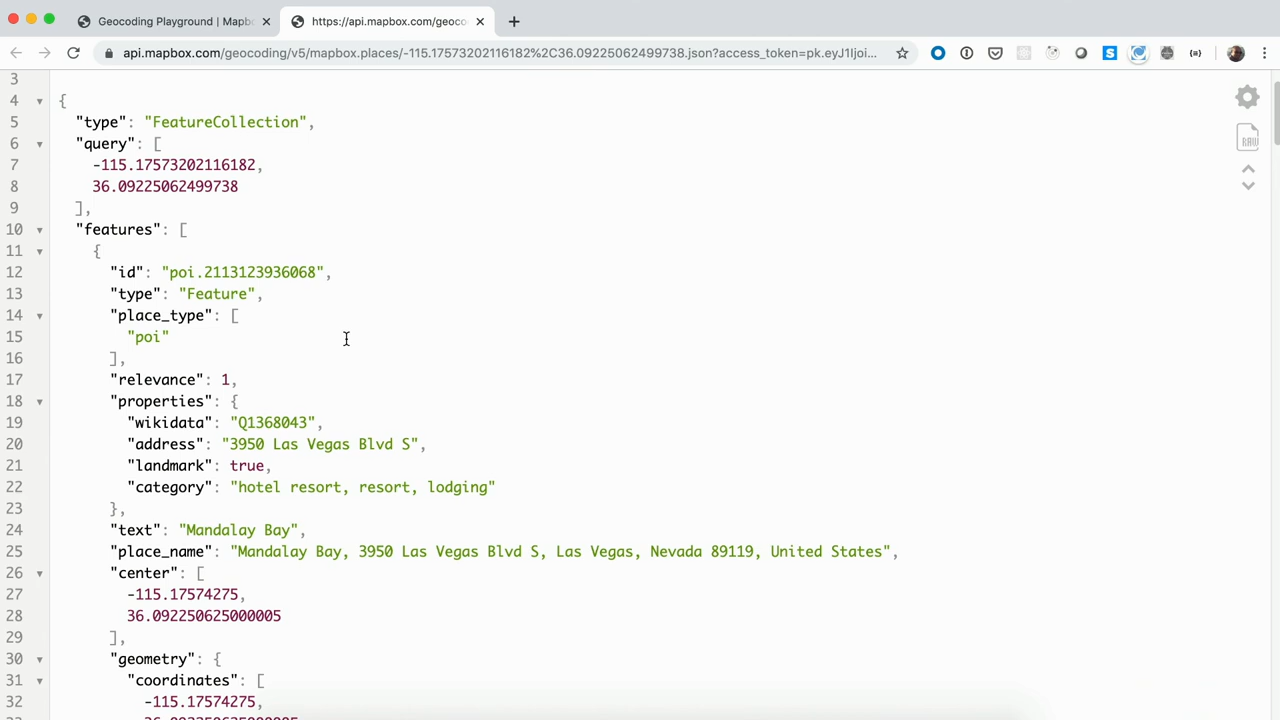 Geocoding Playground | Mapb
https://api.mapbox.com/geoco
api.mapbox.com/geocoding/v5/mapbox.places/-115.17573202116182%2C36.09225062499738.json?access_token=pk.eyJ1Ijoi...
3
4 {
5 "type": "FeatureCollection",
6 "query": [
7 -115.17573202116182,
8 36.09225062499738
9 ],
10 "features": [
11 {
12 "id": "poi.2113123936068",
13 "type": "Feature",
14 "place_type": [
15 "poi"
16 ],
17 "relevance": 1,
18 "properties": {
19 "wikidata": "Q1368043",
20 "address": "3950 Las Vegas Blvd S",
21 "landmark": true,
22 "category": "hotel resort, resort, lodging"
23 },
24 "text": "Mandalay Bay",
25 "place_name": "Mandalay Bay, 3950 Las Vegas Blvd S, Las Vegas, Nevada 89119, United States",
26 "center": [
27 -115.17574275,
28 36.092250625000005
29 ],
30 "geometry": {
31 "coordinates": [
32 -115.17574275,
RAW